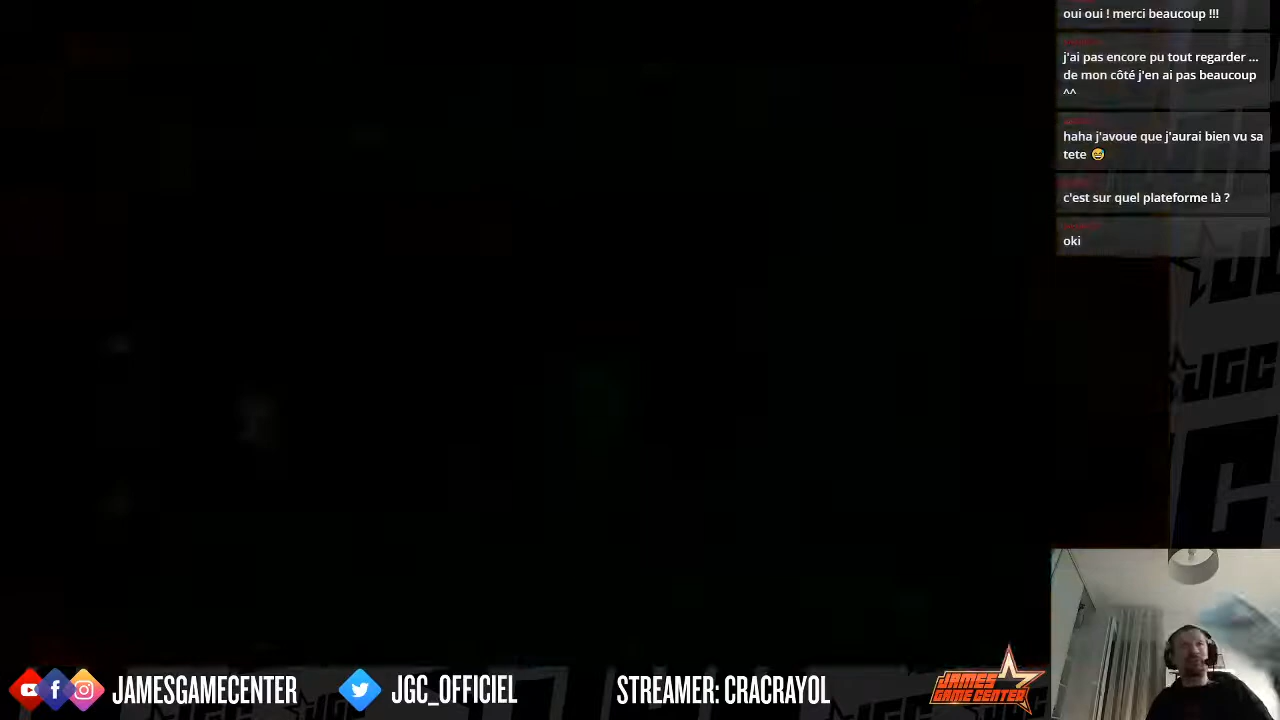 oui oui ! merci beaucoup !!!
j'ai pas encore pu tout regarder ...
de mon côté j'en ai pas beaucoup
^^
haha j'avoue que j'aurai bien vu sa
tete 😅
c'est sur quel plateforme là ?
oki
JGC
JAMESGAMECENTER
JGC_OFFICIEL
STREAMER: CRACRAYOL
JAMES
GAME CENTER